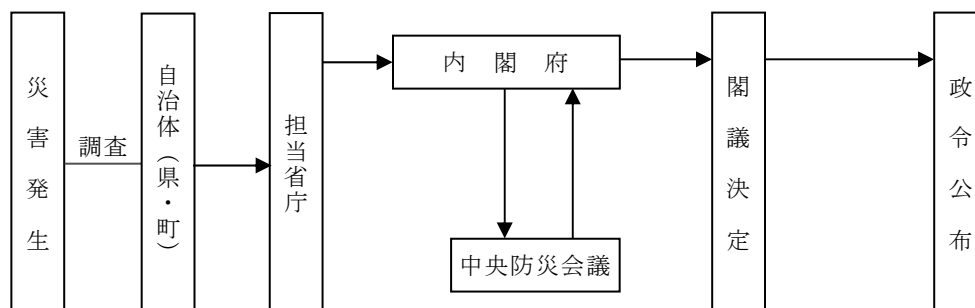 災害発生
調査
自治体（県・町）
担当省庁
内閣府
中央防災会議
閣議決定
政令公布